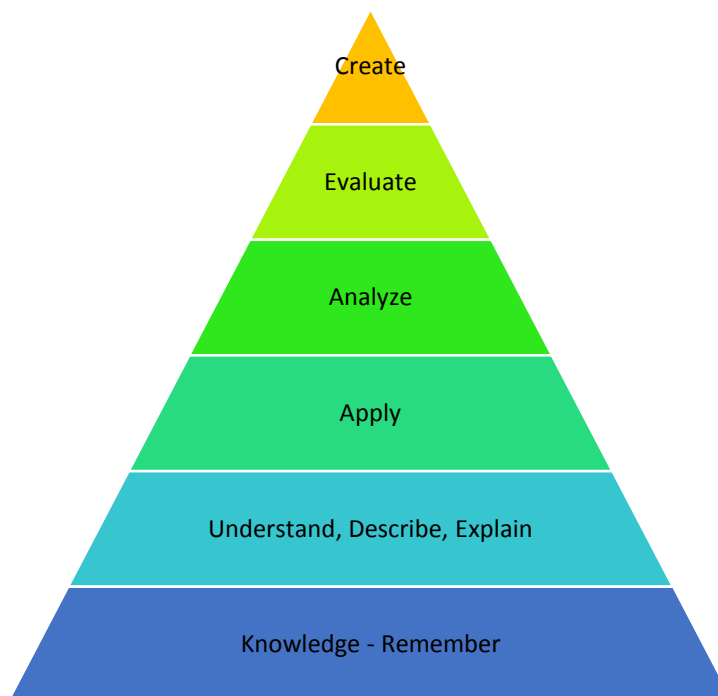 Create
Evaluate
Analyze
Apply
Understand, Describe, Explain
Knowledge - Remember